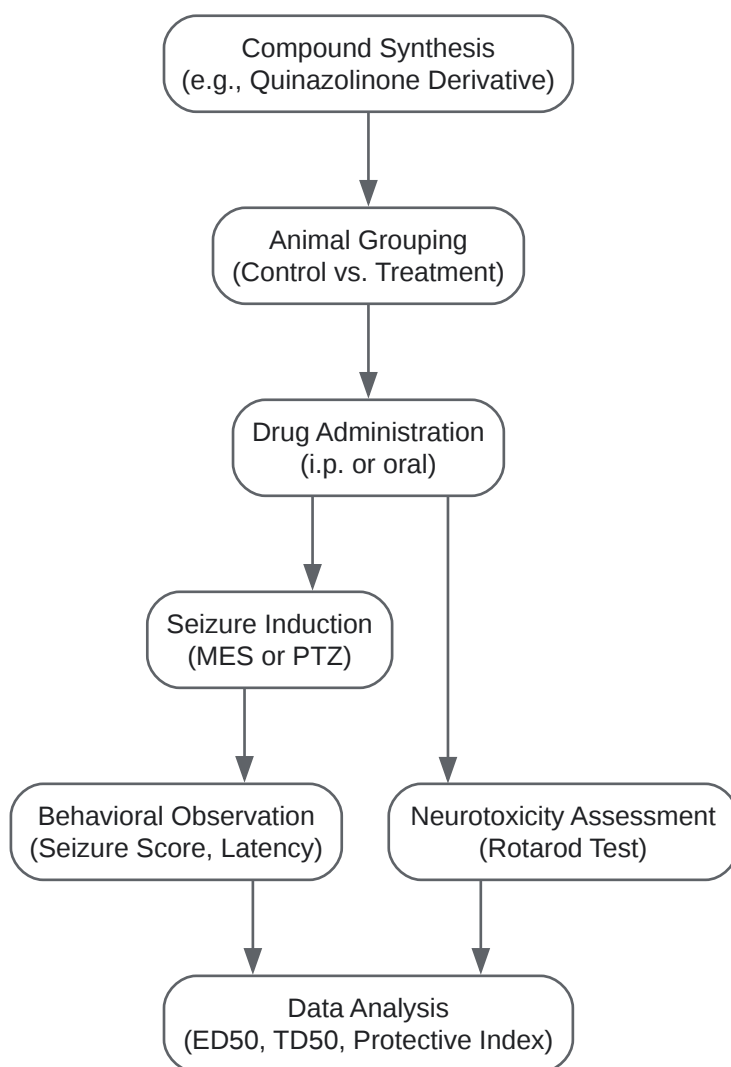 Compound Synthesis
(e.g., Quinazolinone Derivative)
Animal Grouping
(Control vs. Treatment)
Drug Administration
(i.p. or oral)
Seizure Induction
(MES or PTZ)
Behavioral Observation
(Seizure Score, Latency)
Neurotoxicity Assessment
(Rotarod Test)
Data Analysis
(ED50, TD50, Protective Index)